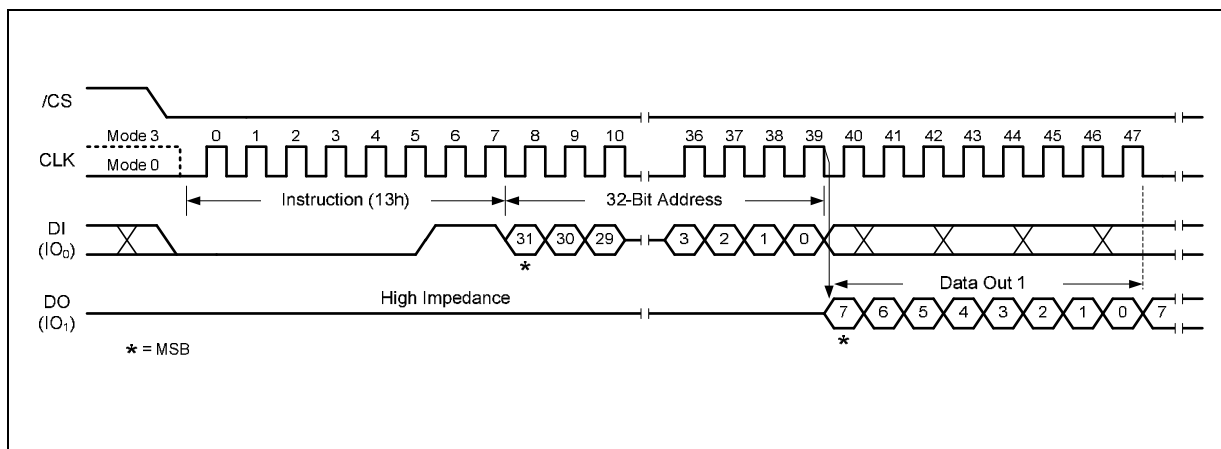 /CS
Mode 3 0 1 2 3 4 5 6 7 8 9 10 36 37 38 39 40 41 42 43 44 45 46 47
CLK
Mode 0
Instruction (13h) 32-Bit Address
DI
(IO₀)
31 30 29 3 2 1 0
*
High Impedance Data Out 1
DO
(IO₁)
7 6 5 4 3 2 1 0 7
*
* = MSB